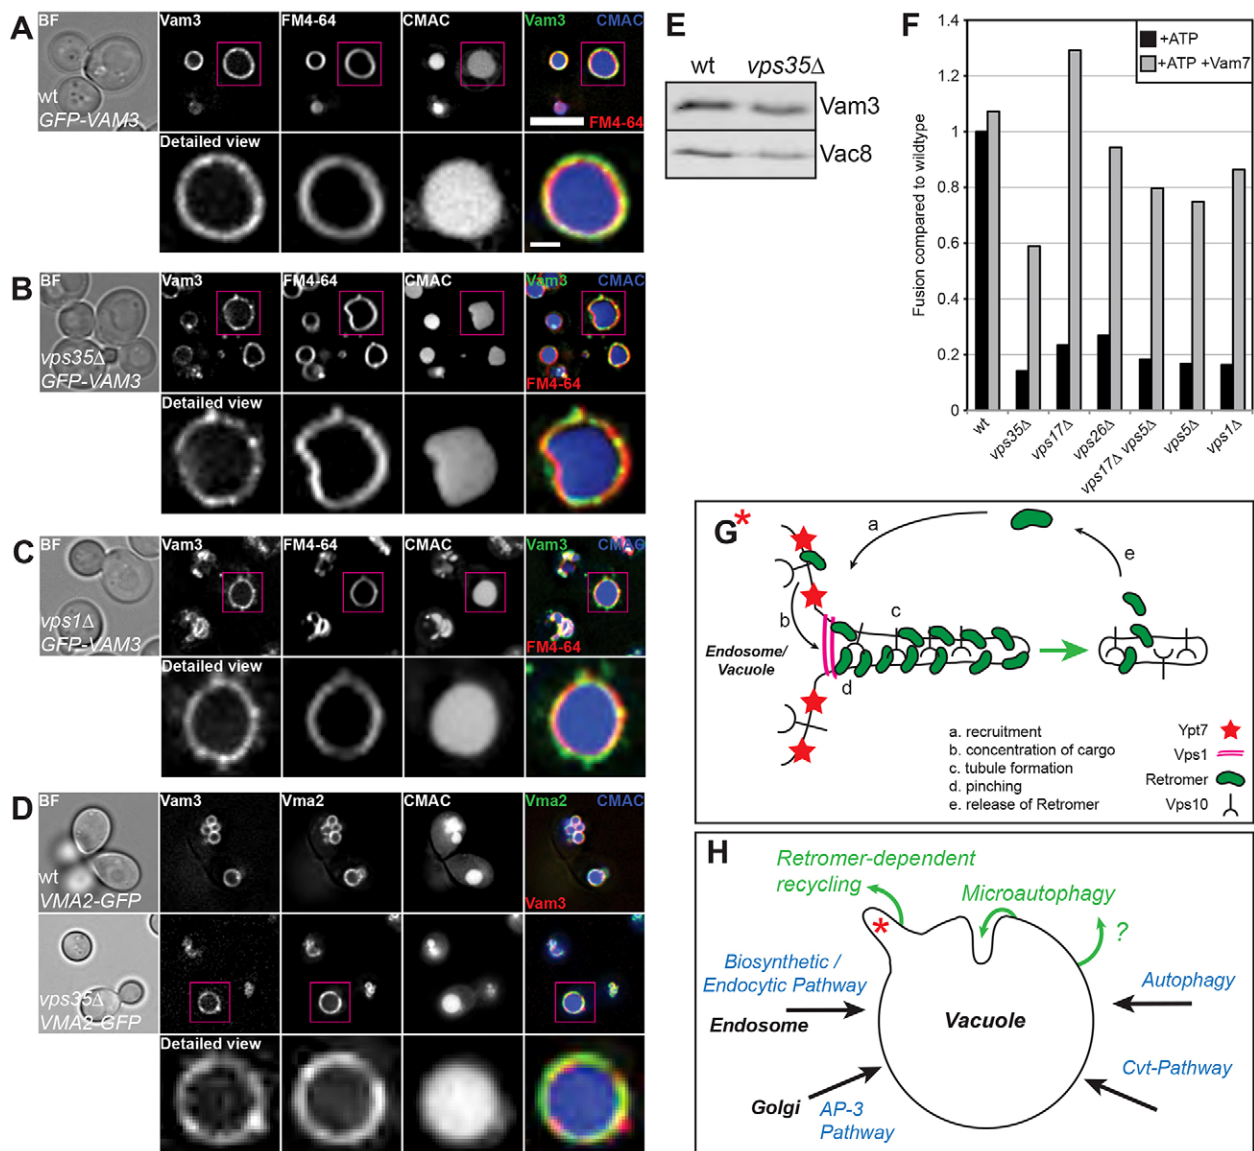 A
BF
Vam3
FM4-64
CMAC
Vam3 CMAC
wt
GFP-VAM3
FM4-64
Detailed view
B
BF
Vam3
FM4-64
CMAC
Vam3 CMAC
vps35Δ
GFP-VAM3
FM4-64
Detailed view
C
BF
Vam3
FM4-64
CMAC
Vam3 CMAC
vps1Δ
GFP-VAM3
FM4-64
Detailed view
D
BF
Vam3
Vma2
CMAC
Vma2 CMAC
wt
VMA2-GFP
Vam3
vps35Δ
VMA2-GFP
Detailed view
E
wt vps35Δ
Vam3
Vac8
F
+ATP
+ATP +Vam7
Fusion compared to wildtype
1.4
1.2
1
0.8
0.6
0.4
0.2
0
wt
vps35Δ
vps17Δ
vps26Δ
vps17Δ vps5Δ
vps5Δ
vps1Δ
G*
a
b
c
d
e
Endosome/
Vacuole
a. recruitment
b. concentration of cargo
c. tubule formation
d. pinching
e. release of Retromer
Ypt7
Vps1
Retromer
Vps10
H
Retromer-dependent
recycling
*
Microautophagy
?
Biosynthetic /
Endocytic Pathway
Endosome
Vacuole
Autophagy
Cvt-Pathway
Golgi
AP-3
Pathway